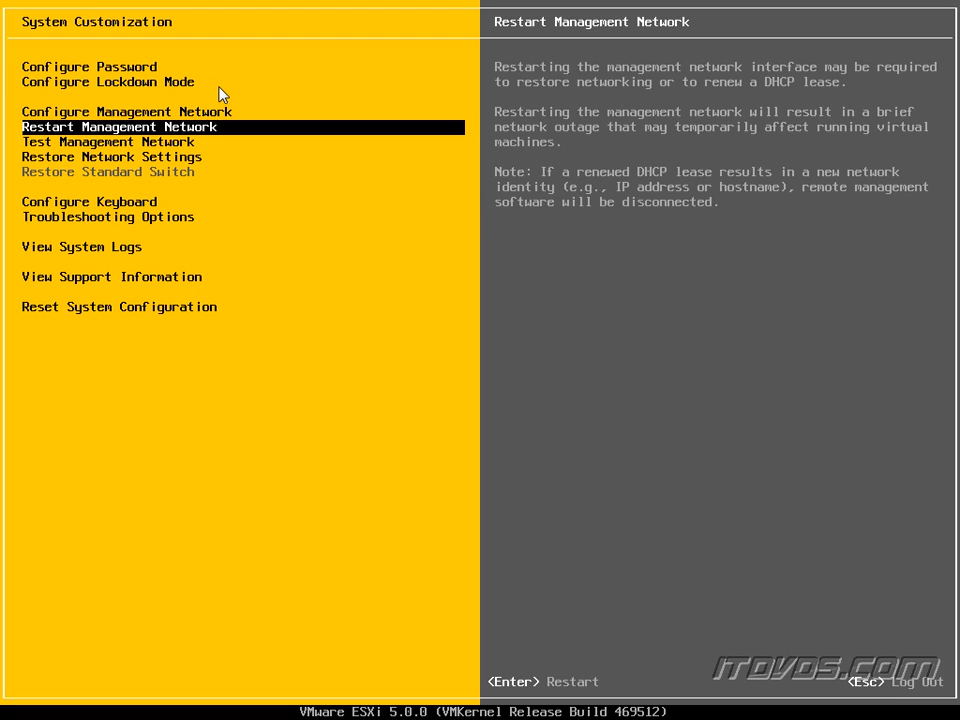 System Customization
Configure Password
Configure Lockdown Mode
Configure Management Network
Restart Management Network
Test Management Network
Restore Network Settings
Restore Standard Switch
Configure Keyboard
Troubleshooting Options
View System Logs
View Support Information
Reset System Configuration
Restart Management Network
Restarting the management network interface may be required
to restore networking or to renew a DHCP lease.
Restarting the management network will result in a brief
network outage that may temporarily affect running virtual
machines.
Note: If a renewed DHCP lease results in a new network
identity (e.g., IP address or hostname), remote management
software will be disconnected.
ITOVOS.COM
<Enter> Restart
<Esc> Log Out
VMware ESXi 5.0.0 (VMKernel Release Build 469512)